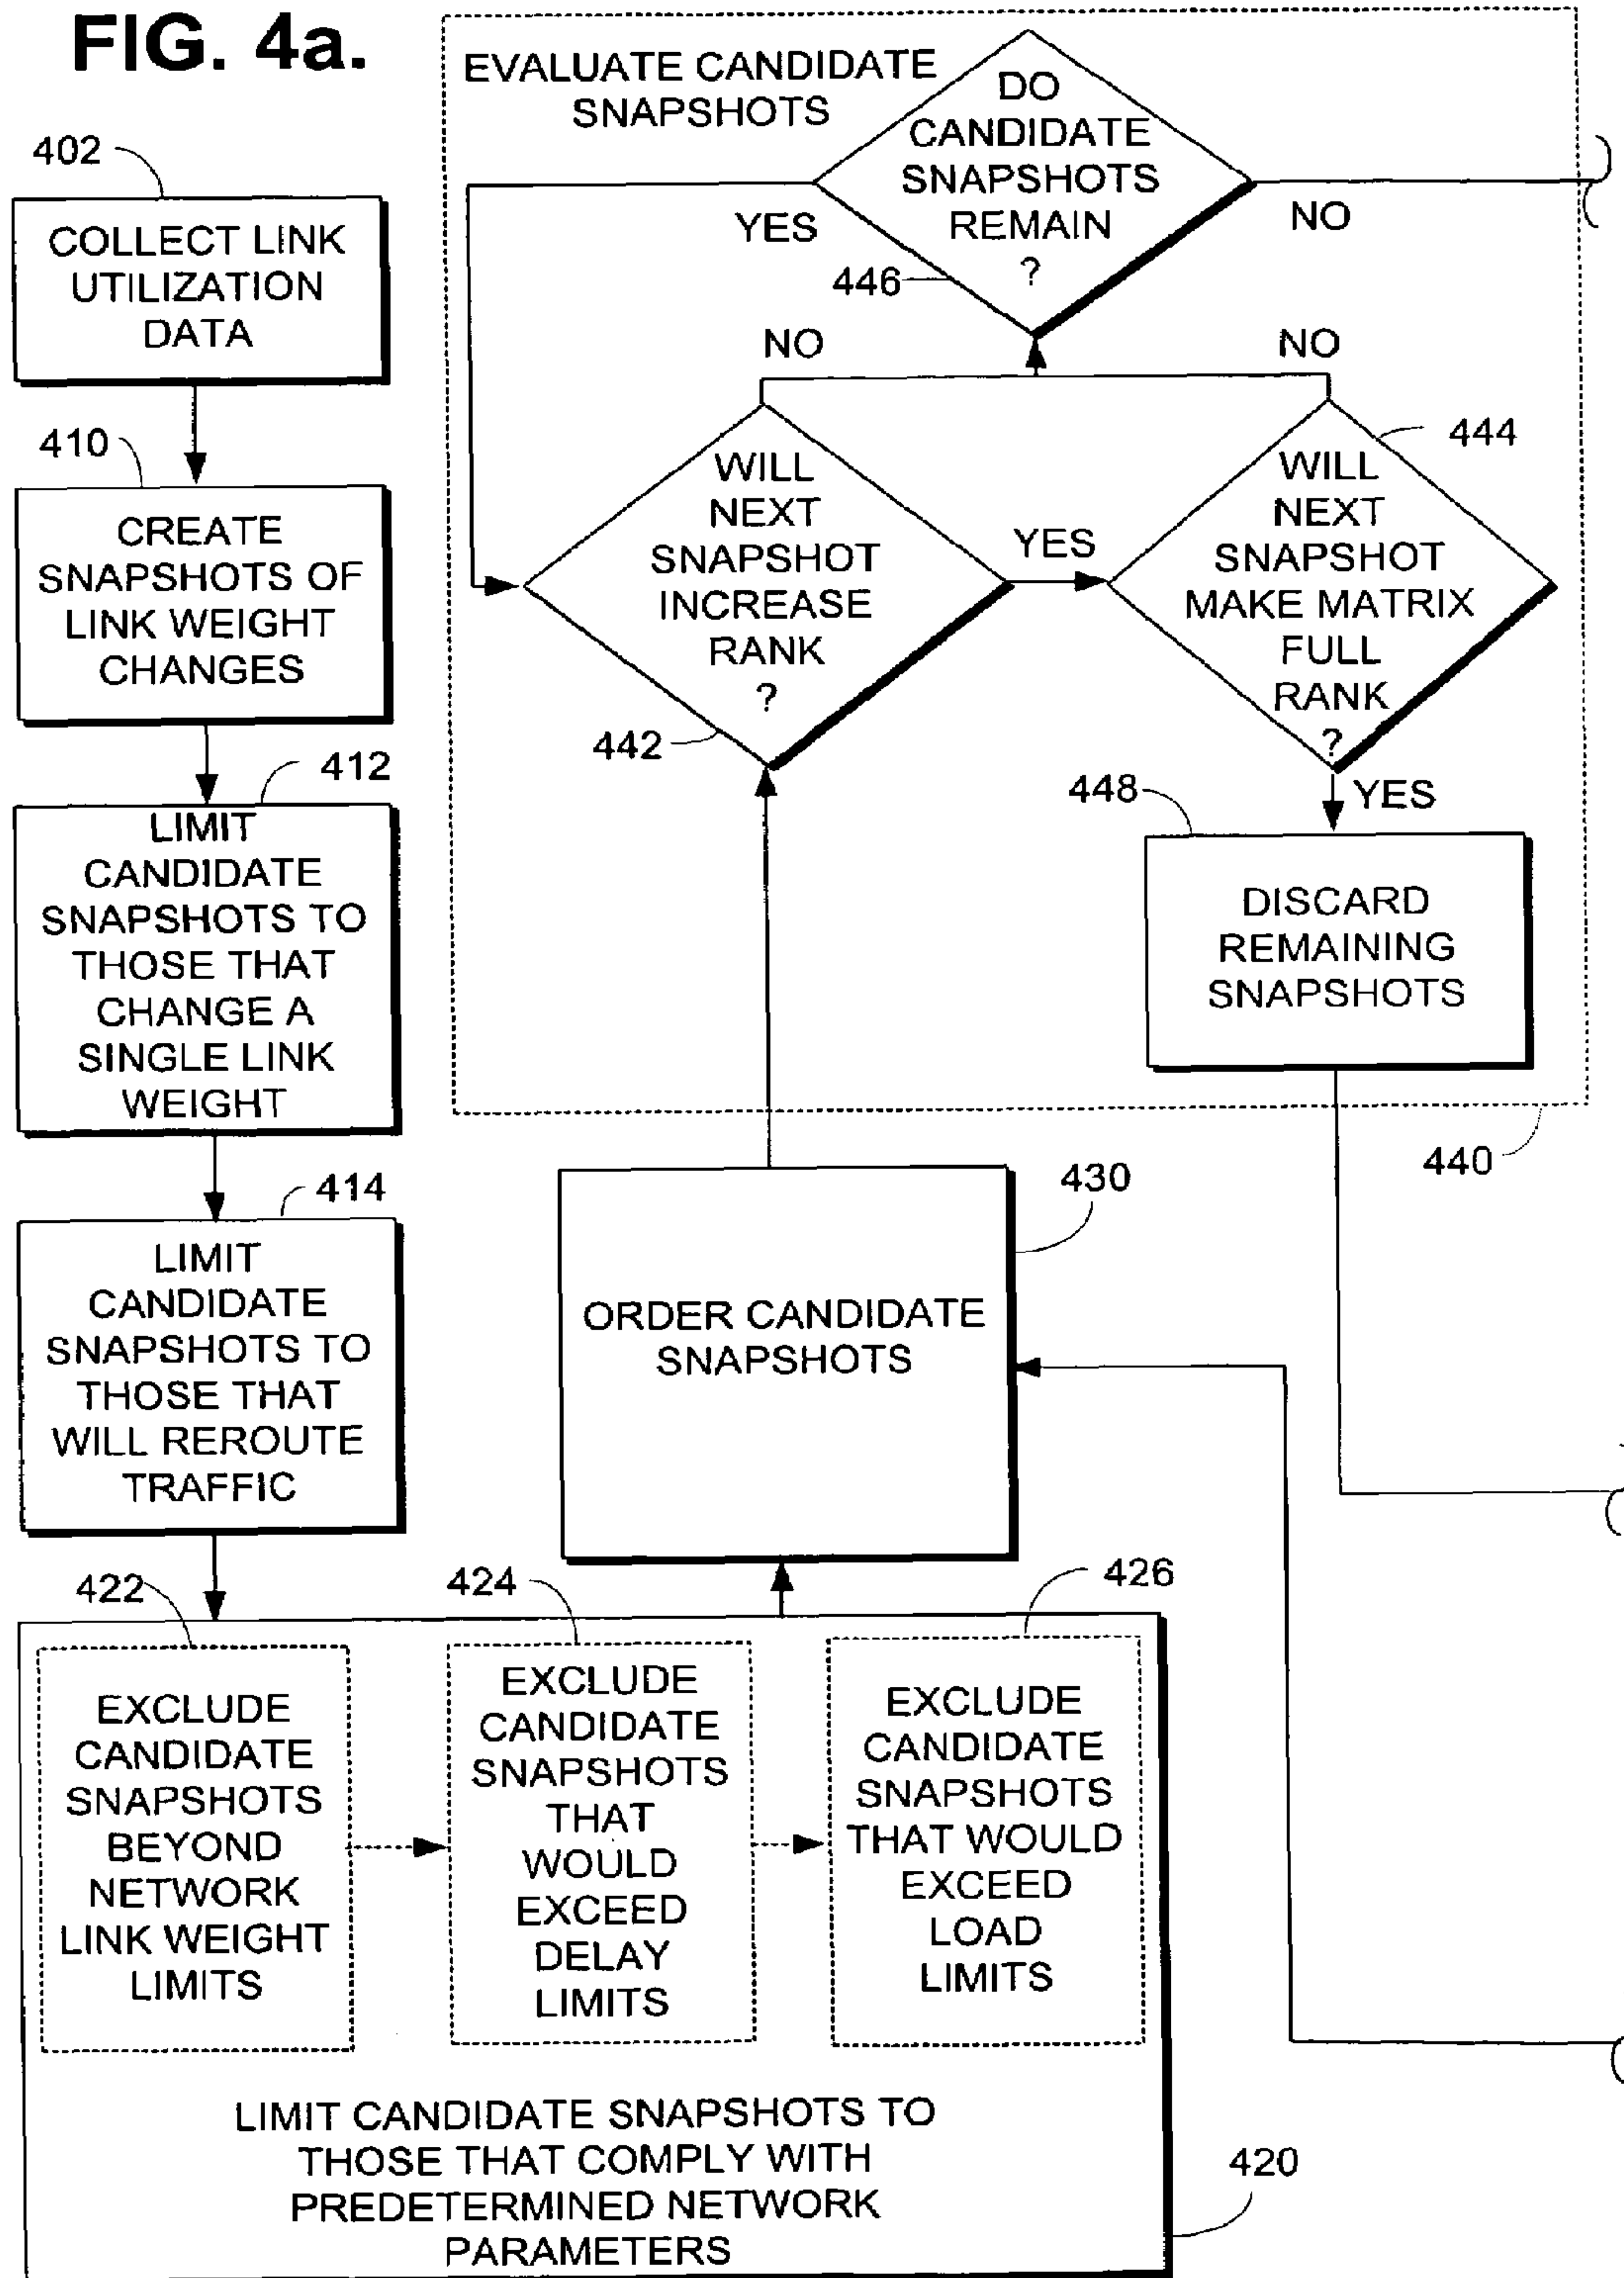 FIG. 4a.
402
COLLECT LINK
UTILIZATION
DATA
410
CREATE
SNAPSHOTS OF
LINK WEIGHT
CHANGES
412
LIMIT
CANDIDATE
SNAPSHOTS TO
THOSE THAT
CHANGE A
SINGLE LINK
WEIGHT
414
LIMIT
CANDIDATE
SNAPSHOTS TO
THOSE THAT
WILL REROUTE
TRAFFIC
422
EXCLUDE
CANDIDATE
SNAPSHOTS
BEYOND
NETWORK
LINK WEIGHT
LIMITS
424
EXCLUDE
CANDIDATE
SNAPSHOTS
THAT
WOULD
EXCEED
DELAY
LIMITS
426
EXCLUDE
CANDIDATE
SNAPSHOTS
THAT WOULD
EXCEED
LOAD
LIMITS
LIMIT CANDIDATE SNAPSHOTS TO
THOSE THAT COMPLY WITH
PREDETERMINED NETWORK
PARAMETERS
420
430
ORDER CANDIDATE
SNAPSHOTS
EVALUATE CANDIDATE
SNAPSHOTS
440
442
WILL
NEXT
SNAPSHOT
INCREASE
RANK
?
NO
YES
444
WILL
NEXT
SNAPSHOT
MAKE MATRIX
FULL
RANK
?
NO
YES
446
DO
CANDIDATE
SNAPSHOTS
REMAIN
?
YES
NO
448
DISCARD
REMAINING
SNAPSHOTS